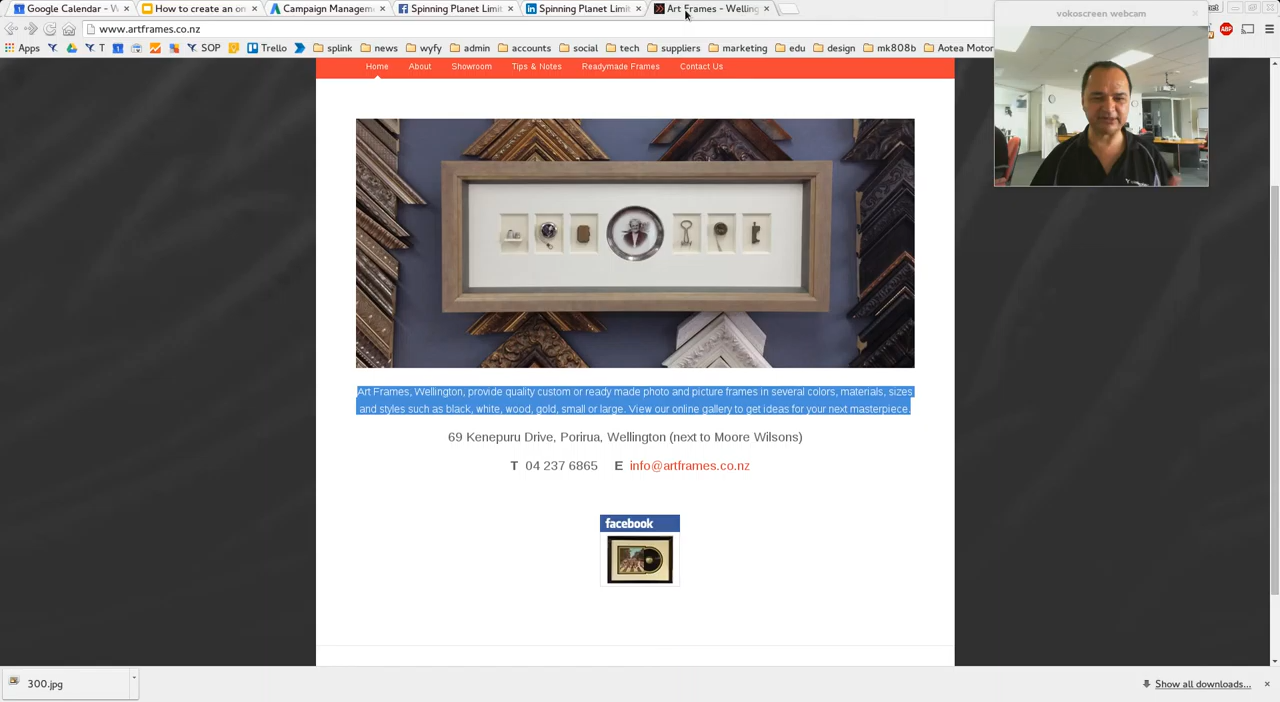 Google Calendar - W
How to create an on
Campaign Managem
Spinning Planet Limit
Spinning Planet Limit
Art Frames - Welling
vokoscreen webcam
www.artframes.co.nz
Apps
T
SOP
Trello
splink
news
wyfy
admin
accounts
social
tech
suppliers
marketing
edu
design
mk808b
Aotea Motor
ABP
Home
About
Showroom
Tips & Notes
Readymade Frames
Contact Us
Art Frames, Wellington, provide quality custom or ready made photo and picture frames in several colors, materials, sizes
and styles such as black, white, wood, gold, small or large. View our online gallery to get ideas for your next masterpiece.
69 Kenepuru Drive, Porirua, Wellington (next to Moore Wilsons)
T 04 237 6865 E info@artframes.co.nz
facebook
300.jpg
Show all downloads...